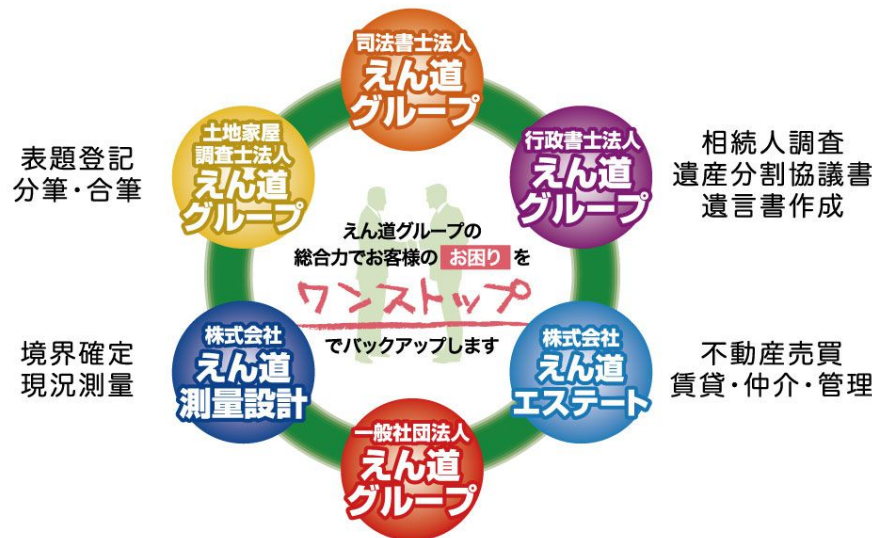 司法書士法人
えん道
グループ
土地家屋
調査士法人
えん道
グループ
表題登記
分筆・合筆
行政書士法人
えん道
グループ
相続人調査
遺産分割協議書
遺言書作成
えん道グループの
総合力でお客様の お困り を
ワンストップ
でバックアップします
株式会社
えん道
測量設計
境界確定
現況測量
株式会社
えん道
エステート
不動産売買
賃貸・仲介・管理
一般社団法人
えん道
グループ